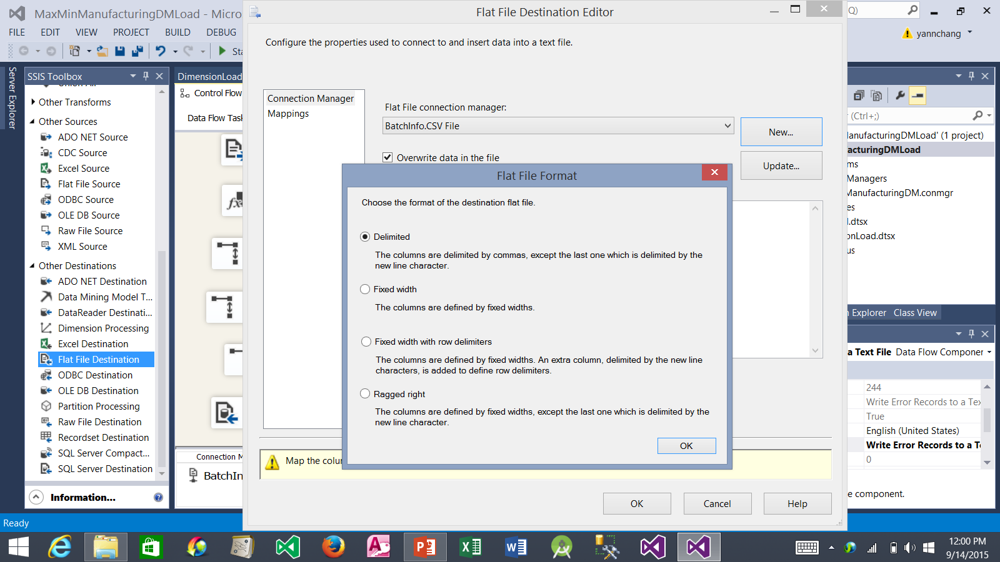 MaxMinManufacturingDMLoad - Micro
FILE EDIT VIEW PROJECT BUILD DEBUG
Sta
Server Explorer
SSIS Toolbox
Other Transforms
Other Sources
ADO NET Source
CDC Source
Excel Source
Flat File Source
ODBC Source
OLE DB Source
Raw File Source
XML Source
Other Destinations
ADO NET Destination
Data Mining Model T...
DataReader Destinati...
Dimension Processing
Excel Destination
Flat File Destination
ODBC Destination
OLE DB Destination
Partition Processing
Raw File Destination
Recordset Destination
SQL Server Compact...
SQL Server Destination
Information...
Ready
DimensionLoad
Control Flow
Data Flow Task
Connection M
BatchIn
Flat File Destination Editor
Configure the properties used to connect to and insert data into a text file.
Connection Manager
Mappings
Flat File connection manager:
BatchInfo.CSV File
New...
Overwrite data in the file
Update...
Flat File Format
Choose the format of the destination flat file.
Delimited
The columns are delimited by commas, except the last one which is delimited by the
new line character.
Fixed width
The columns are defined by fixed widths.
Fixed width with row delimiters
The columns are defined by fixed widths. An extra column, delimited by the new line
characters, is added to define row delimiters.
Ragged right
The columns are defined by fixed widths, except the last one which is delimited by the
new line character.
OK
Map the colu
OK Cancel Help
Q)
yannchang
(Ctrl+;)
anufacturingDMLoad' (1 project)
acturingDMLoad
ms
Managers
ManufacturingDM.conmgr
es
l.dtsx
onLoad.dtsx
us
n Explorer Class View
a Text File Data Flow Componer
244
Write Error Records to a Tex
True
English (United States)
Write Error Records to a T
0
e component.
12:00 PM
9/14/2015